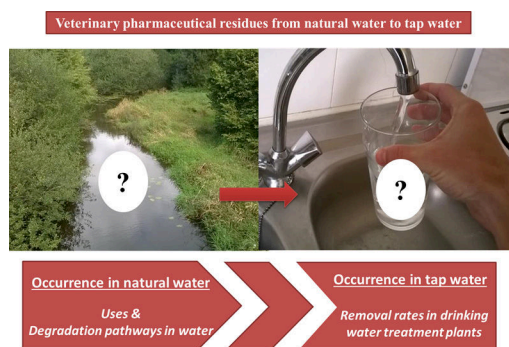 Veterinary pharmaceutical residues from natural water to tap water
?
?
Occurrence in natural water
Uses &
Degradation pathways in water
Occurrence in tap water
Removal rates in drinking
water treatment plants